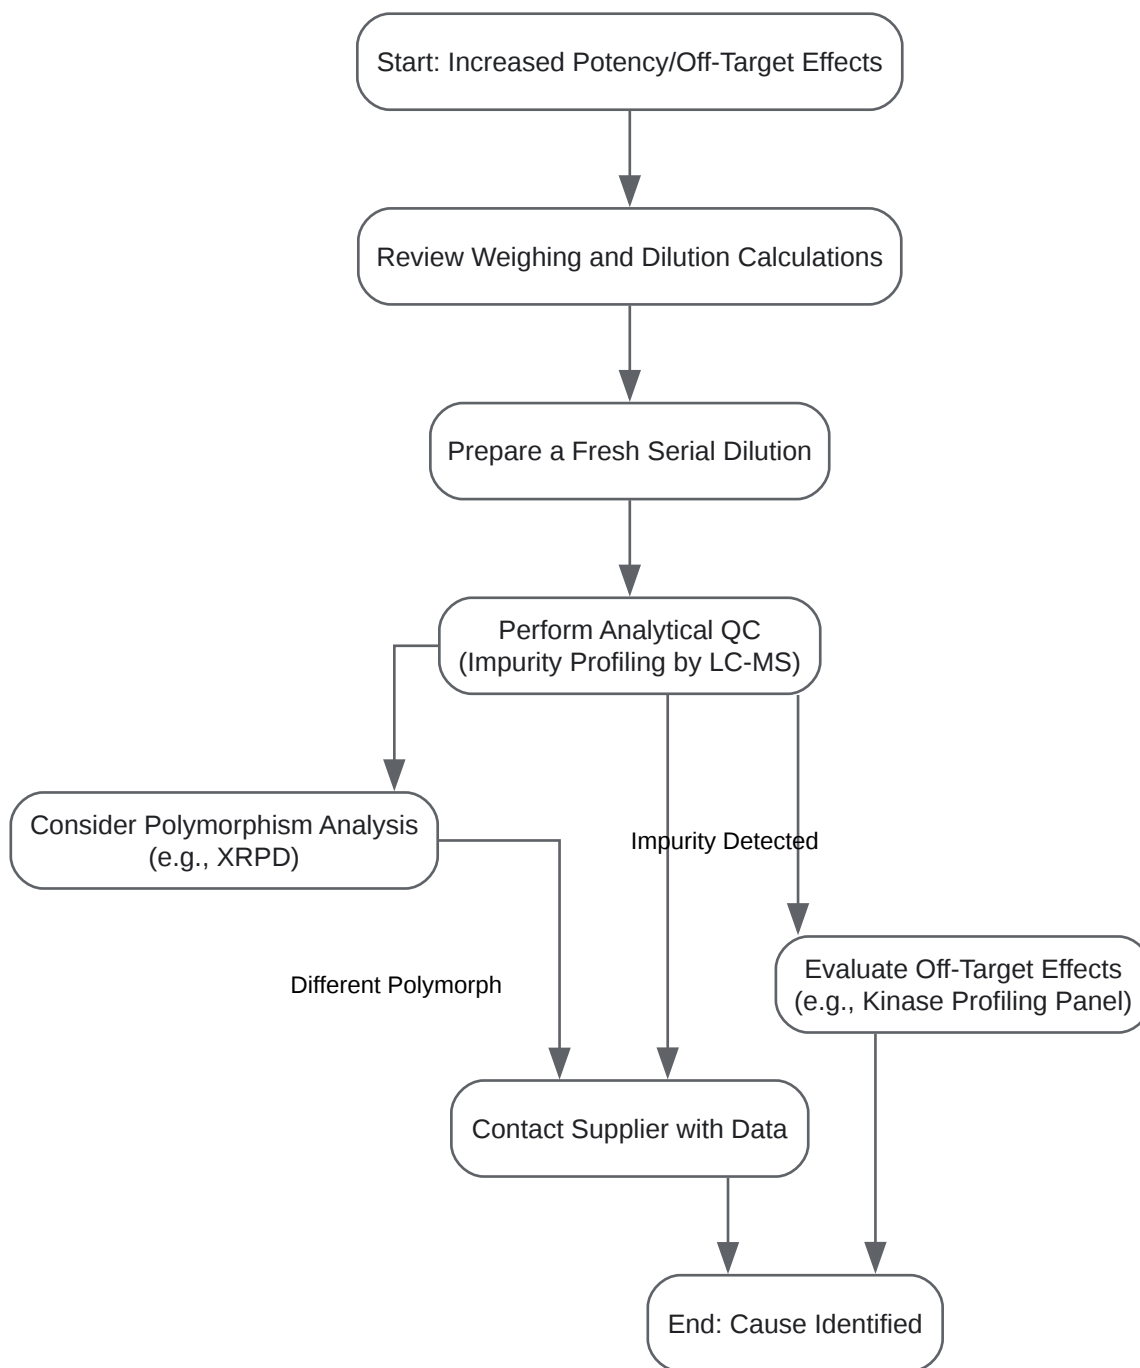 Start: Increased Potency/Off-Target Effects
Review Weighing and Dilution Calculations
Prepare a Fresh Serial Dilution
Perform Analytical QC
(Impurity Profiling by LC-MS)
Consider Polymorphism Analysis
(e.g., XRPD)
Impurity Detected
Different Polymorph
Evaluate Off-Target Effects
(e.g., Kinase Profiling Panel)
Contact Supplier with Data
End: Cause Identified